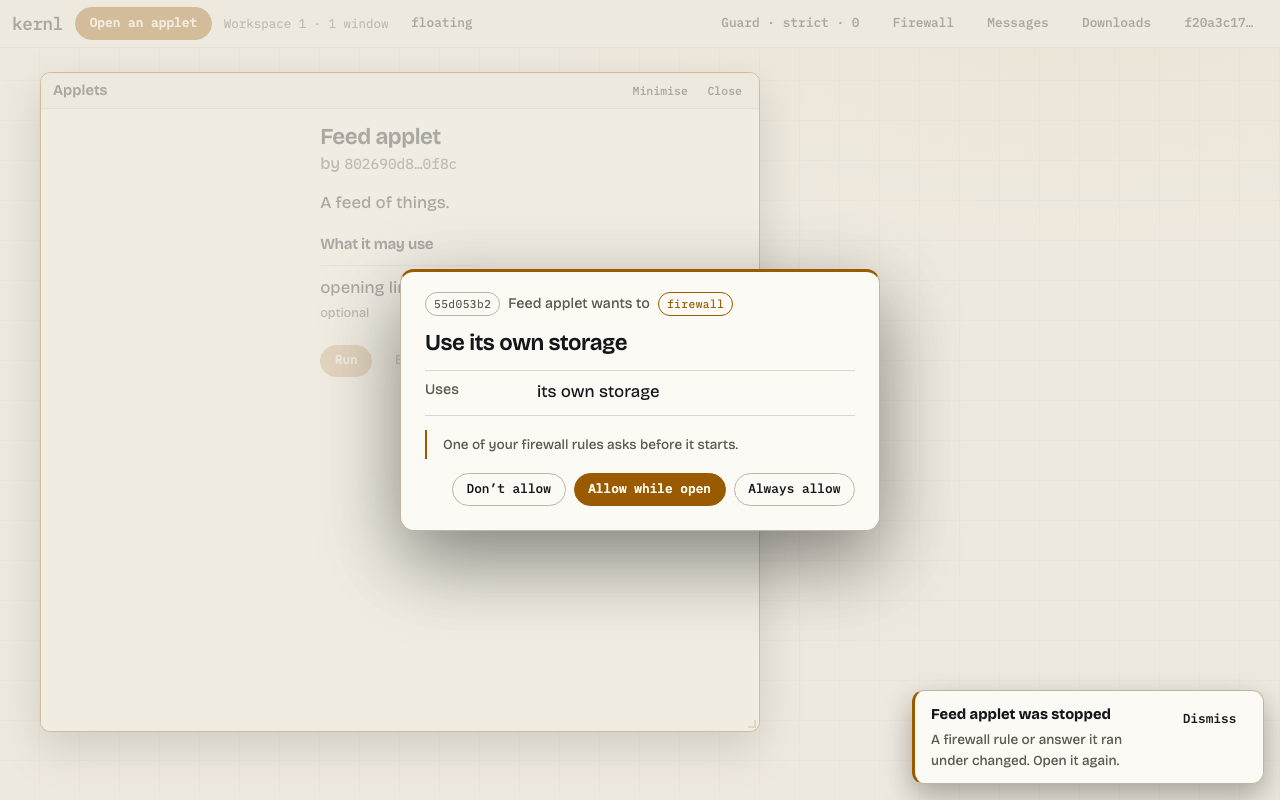 kernl
Open an applet
Workspace 1 · 1 window
floating
Guard · strict · 0
Firewall
Messages
Downloads
f20a3c17…
Applets
Minimise
Close
Feed applet
by 802690d8…0f8c
A feed of things.
What it may use
opening
optional
Run
55d053b2
Feed applet wants to
firewall
Use its own storage
Uses
its own storage
One of your firewall rules asks before it starts.
Don’t allow
Allow while open
Always allow
Feed applet was stopped
Dismiss
A firewall rule or answer it ran
under changed. Open it again.